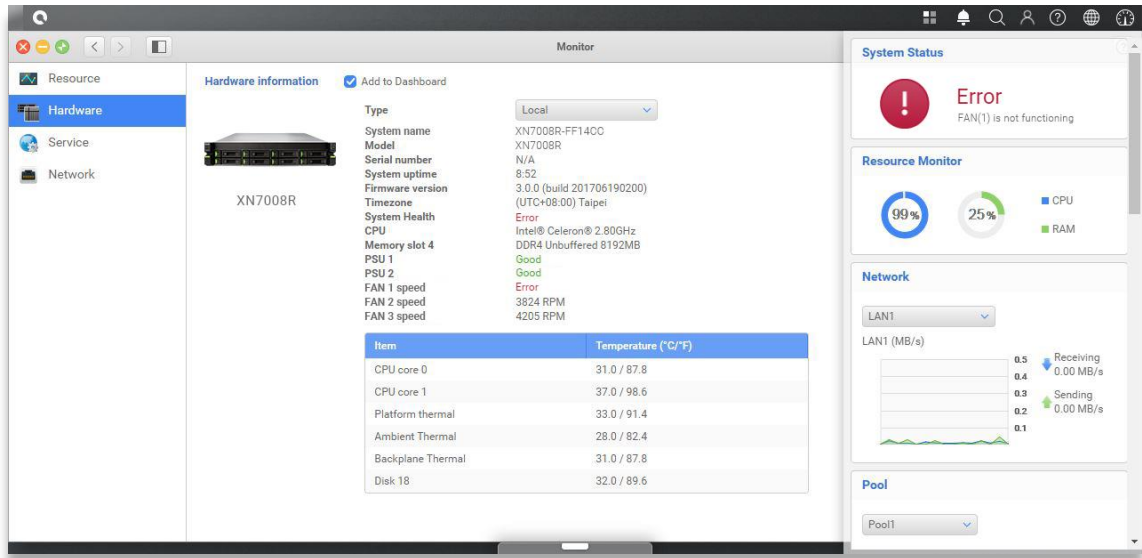 Monitor
Resource
Hardware
Service
Network
Hardware information
Add to Dashboard
XN7008R
Type Local
System name XN7008R-FF14CC
Model XN7008R
Serial number N/A
System uptime 8:52
Firmware version 3.0.0 (build 201706190200)
Timezone (UTC+08:00) Taipei
System Health Error
CPU Intel® Celeron® 2.80GHz
Memory slot 4 DDR4 Unbuffered 8192MB
PSU 1 Good
PSU 2 Good
FAN 1 speed Error
FAN 2 speed 3824 RPM
FAN 3 speed 4205 RPM
Item Temperature (°C/°F)
CPU core 0 31.0 / 87.8
CPU core 1 37.0 / 98.6
Platform thermal 33.0 / 91.4
Ambient Thermal 28.0 / 82.4
Backplane Thermal 31.0 / 87.8
Disk 18 32.0 / 89.6
System Status
Error
FAN(1) is not functioning
Resource Monitor
99%
25%
CPU
RAM
Network
LAN1
LAN1 (MB/s)
0.5
0.4
0.3
0.2
0.1
Receiving
0.00 MB/s
Sending
0.00 MB/s
Pool
Pool1